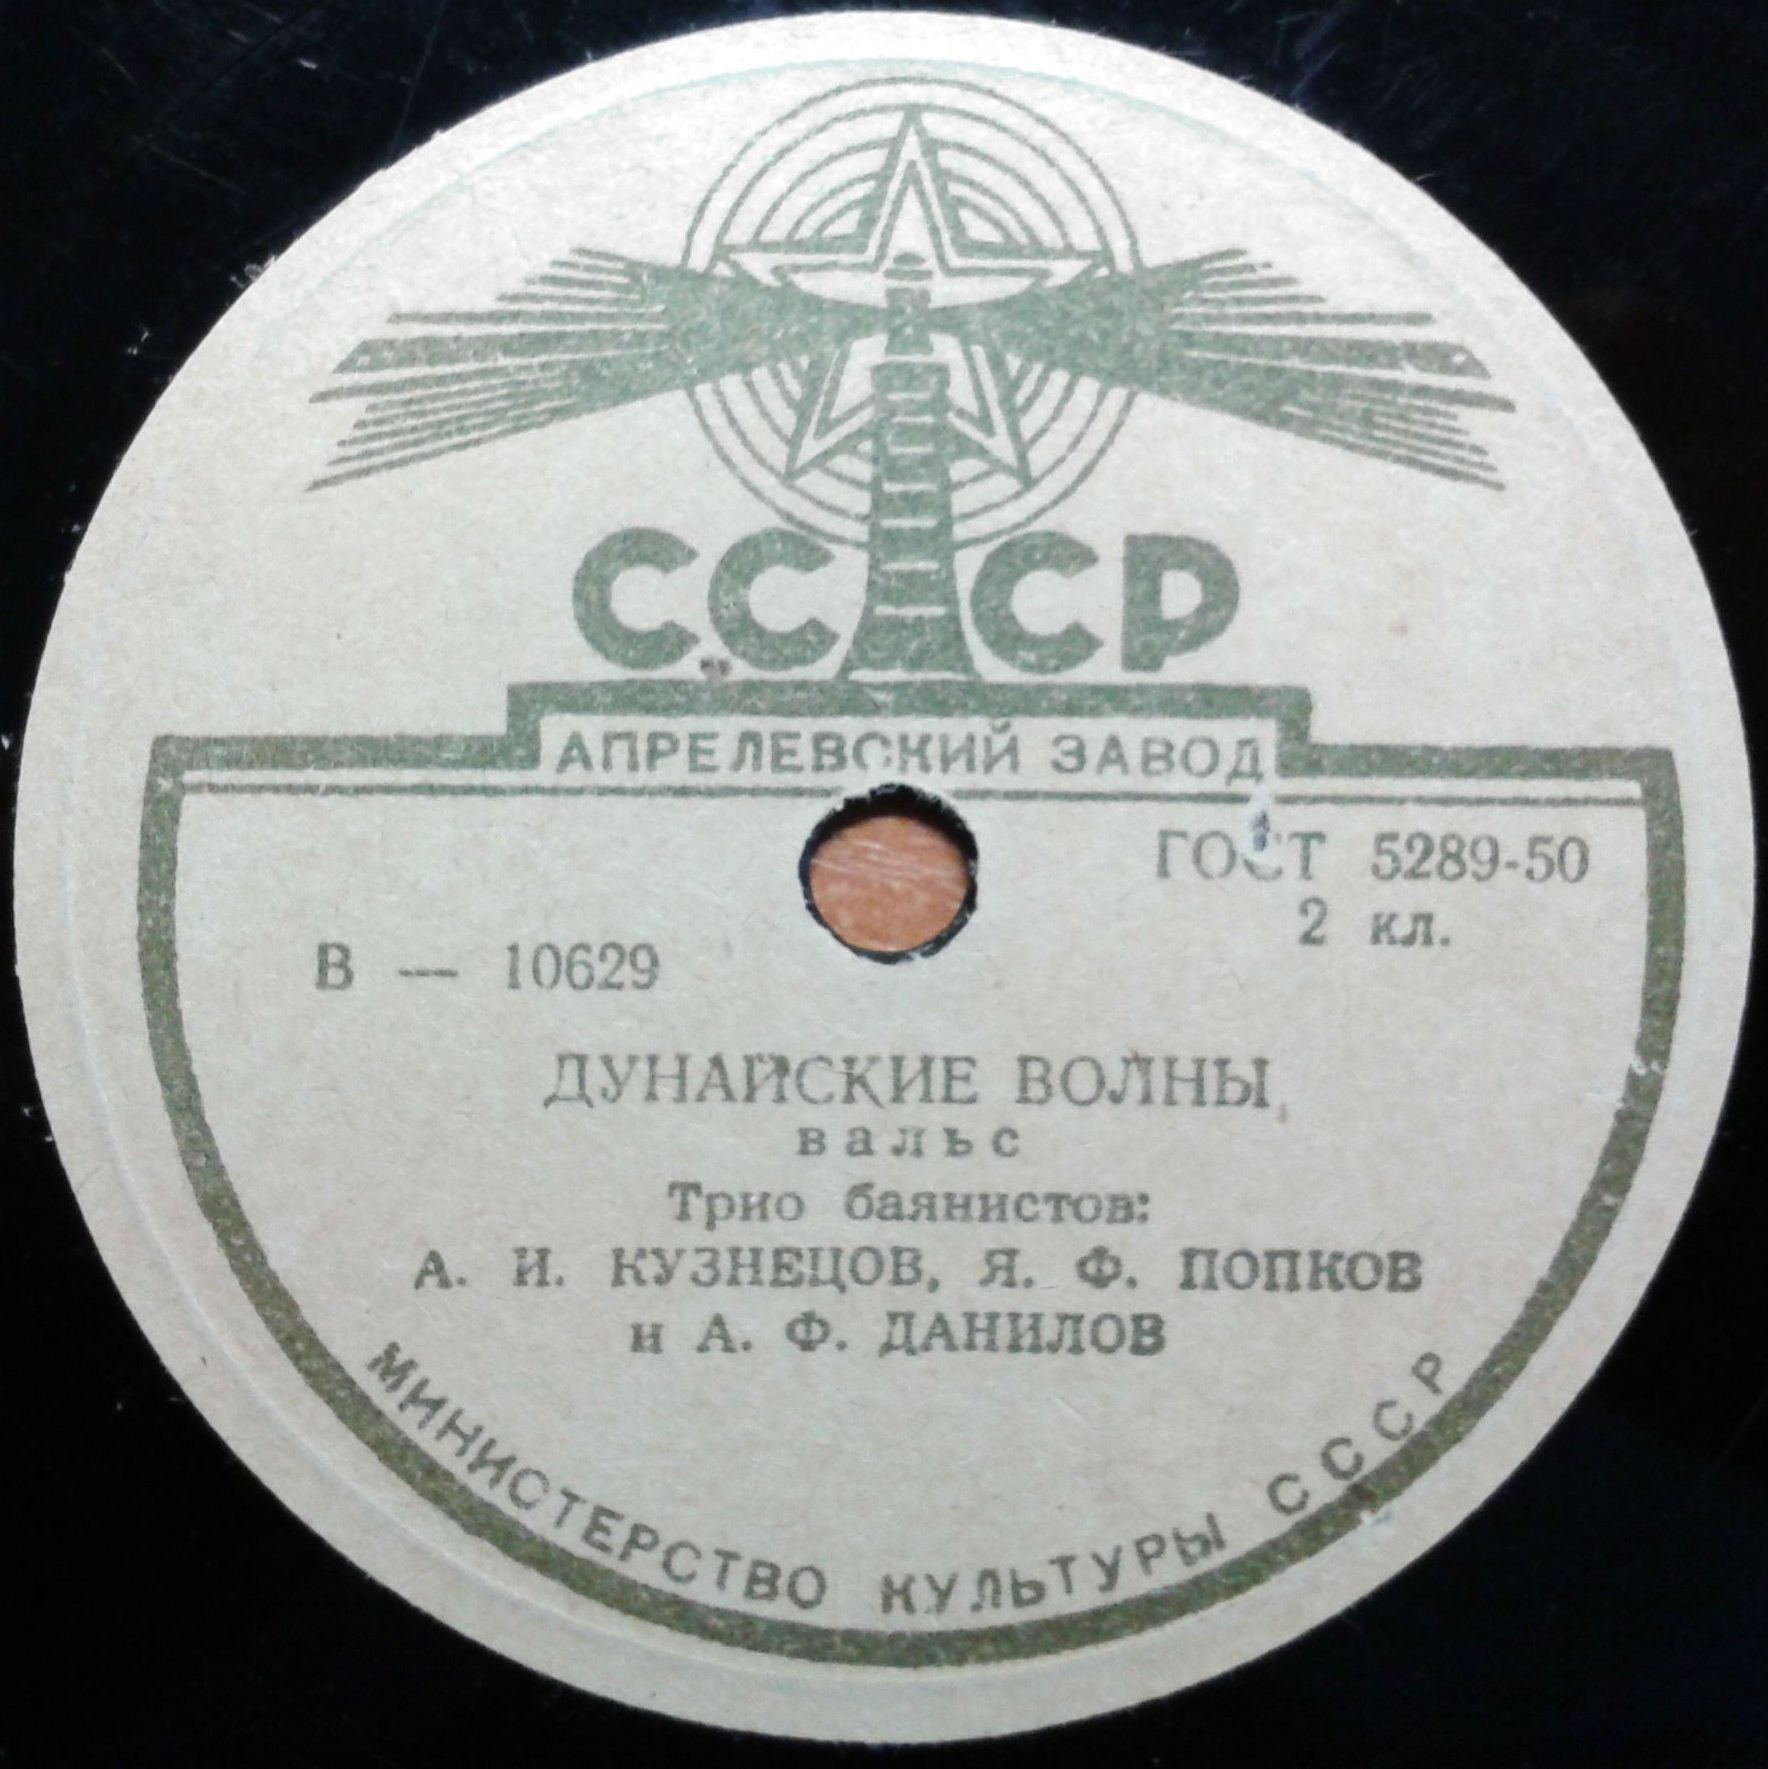 СССР
АПРЕЛЕВСКИЙ ЗАВОД
ГОСТ 5289-50
2 кл.
В — 10629
ДУНАЙСКИЕ ВОЛНЫ
вальс
Трио баянистов:
А. И. КУЗНЕЦОВ, Я. Ф. ПОПКОВ
и А. Ф. ДАНИЛОВ
МИНИСТЕРСТВО КУЛЬТУРЫ СССР